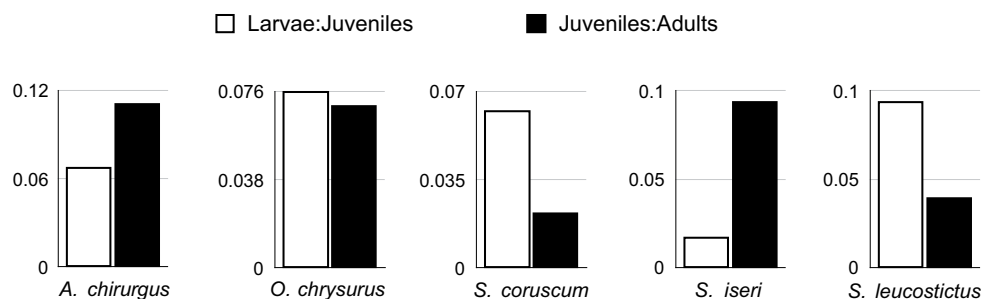 Larvae:Juveniles Juveniles:Adults
0.12 0.076 0.07 0.1 0.1
0.06 0.038 0.035 0.05 0.05
0 0 0 0 0
A. chirurgus O. chrysurus S. coruscum S. iseri S. leucostictus